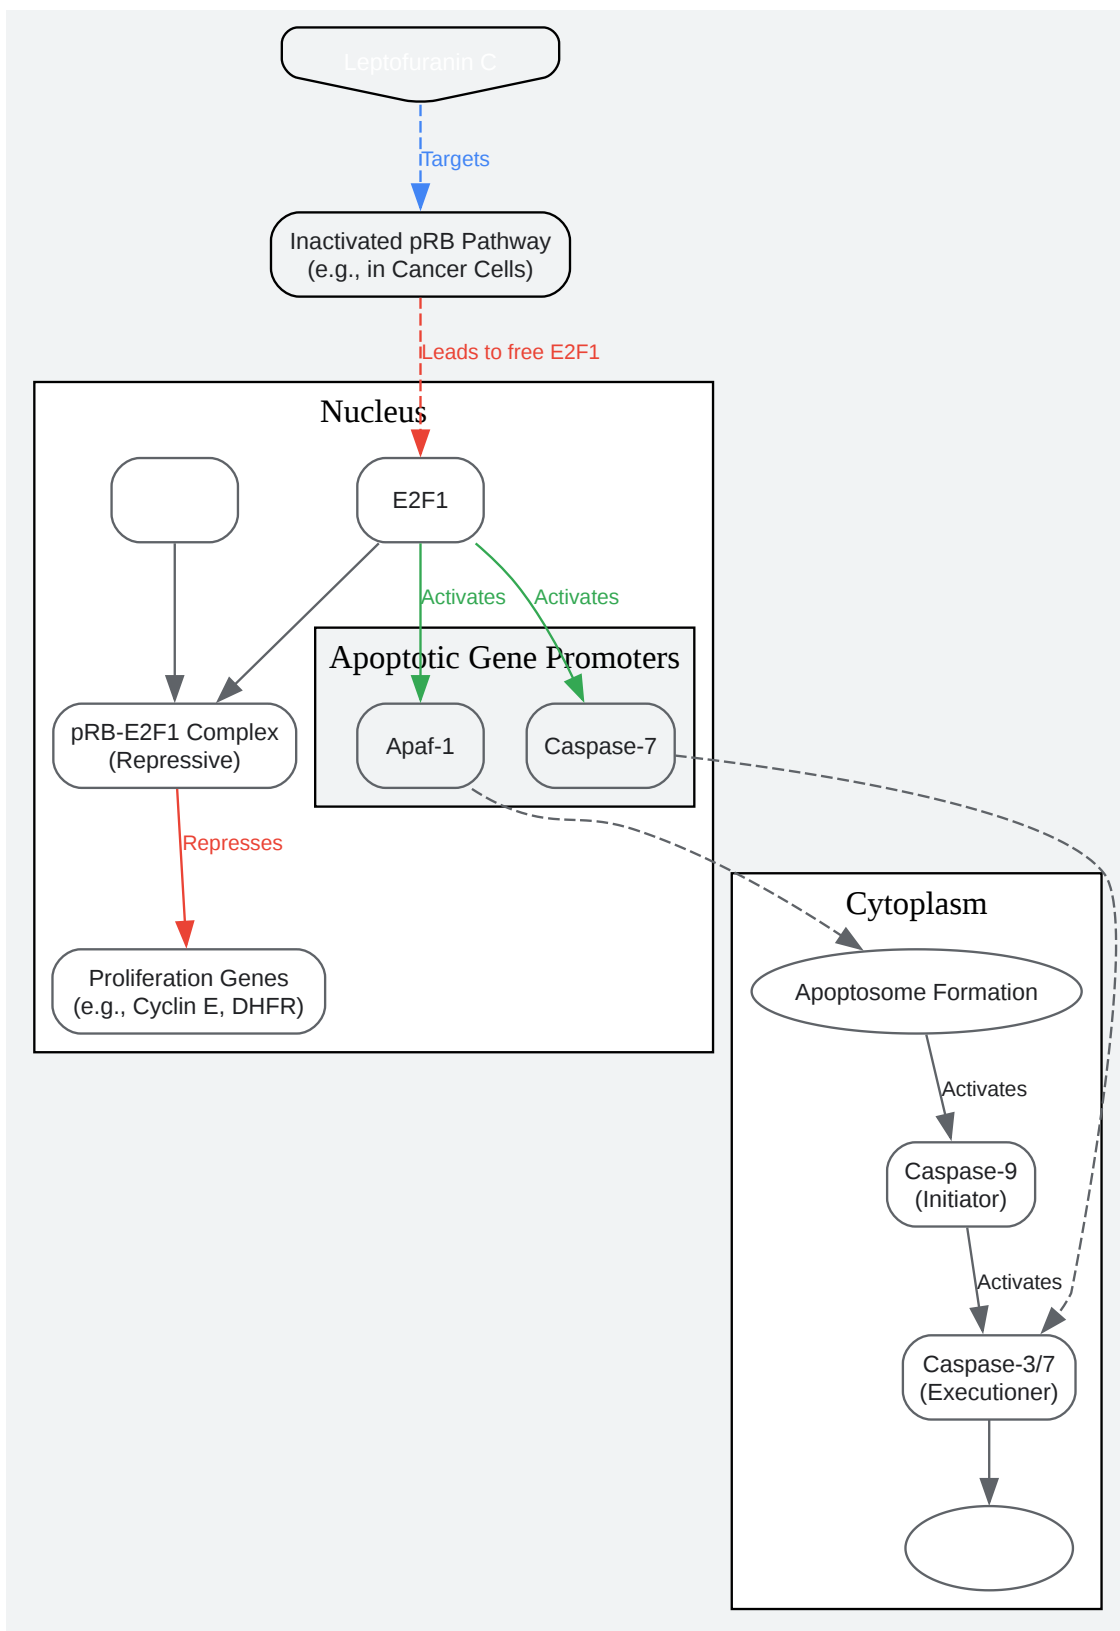 Leptofuranin C
Targets
Inactivated pRB Pathway
(e.g., in Cancer Cells)
Leads to free E2F1
Nucleus
E2F1
Activates
Activates
Apoptotic Gene Promoters
pRB-E2F1 Complex
(Repressive)
Apaf-1
Caspase-7
Represses
Cytoplasm
Proliferation Genes
(e.g., Cyclin E, DHFR)
Apoptosome Formation
Activates
Caspase-9
(Initiator)
Activates
Caspase-3/7
(Executioner)